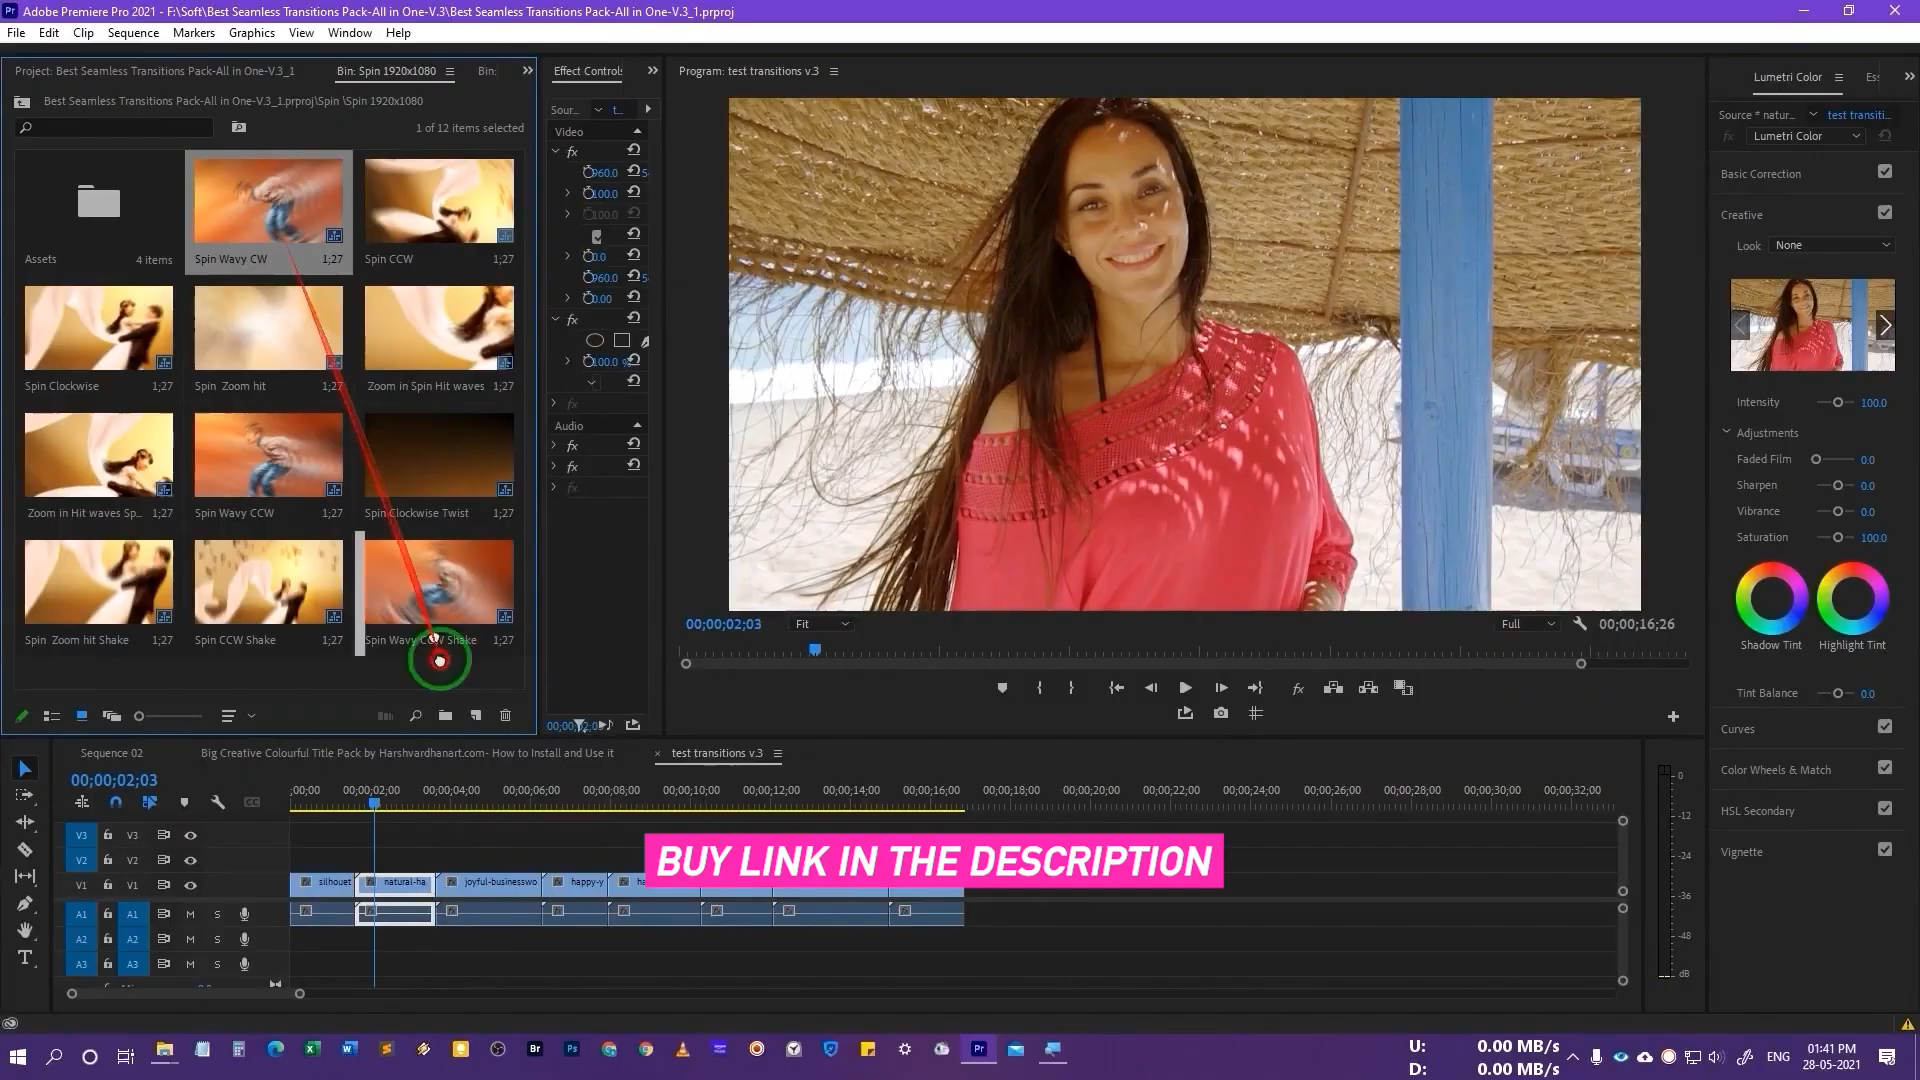 Adobe Premiere Pro 2021 - F:\Soft\Best Seamless Transitions Pack-All in One-V.3\Best Seamless Transitions Pack-All in One-V.3_1.prproj
File Edit Clip Sequence Markers Graphics View Window Help
Project: Best Seamless Transitions Pack-All in One-V.3_1
Bin: Spin 1920x1080
Bin:
Best Seamless Transitions Pack-All in One-V.3_1.prproj\Spin \Spin 1920x1080
1 of 12 items selected
Assets 4 items
Spin Wavy CW 1;27
Spin CCW 1;27
Spin Clockwise 1;27
Spin Zoom hit 1;27
Zoom in Spin Hit waves 1;27
Zoom in Hit waves Sp... 1;27
Spin Wavy CCW 1;27
Spin Clockwise Twist 1;27
Spin Zoom hit Shake 1;27
Spin CCW Shake 1;27
Spin Wavy CCW Shake 1;27
Effect Controls
Sour... t...
Video
fx
960.0
100.0
100.0
0.0
960.0
0.00
fx
100.0 %
fx
Audio
fx
fx
fx
00;00;02;03
Program: test transitions v.3
00;00;02;03
Fit
Full
00;00;16;26
fx
Lumetri Color
Es
Source * natur... test transiti...
fx Lumetri Color
Basic Correction
Creative
Look None
Intensity 100.0
Adjustments
Faded Film 0.0
Sharpen 0.0
Vibrance 0.0
Saturation 100.0
Shadow Tint Highlight Tint
Tint Balance 0.0
Curves
Color Wheels & Match
HSL Secondary
Vignette
Sequence 02
Big Creative Colourful Title Pack by Harshvardhanart.com- How to Install and Use it
× test transitions v.3
00;00;02;03
;00;00 00;00;02;00 00;00;04;00 00;00;06;00 00;00;08;00 00;00;10;00 00;00;12;00 00;00;14;00 00;00;16;00 00;00;18;00 00;00;20;00 00;00;22;00 00;00;24;00 00;00;26;00 00;00;28;00 00;00;30;00 00;00;32;00
V3 V3
V2 V2
V1 V1
silhouet natural-ha joyful-businesswo happy-y ha
BUY LINK IN THE DESCRIPTION
A1 A1 M S
A2 A2 M S
A3 A3 M S
0
-12
-24
-36
-48
dB
U: 0.00 MB/s
D: 0.00 MB/s
ENG
01:41 PM
28-05-2021